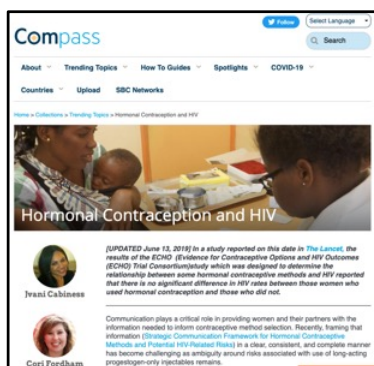 Follow
Select Language
Compass
Search
About Trending Topics How To Guides Spotlights COVID-19
Countries Upload SBC Networks
Home » Collections » Trending Topics » Hormonal Contraception and HIV
Hormonal Contraception and HIV
[UPDATED June 13, 2019] In a study reported on this date in The Lancet, the
results of the ECHO (Evidence for Contraceptive Options and HIV Outcomes
(ECHO) Trial Consortium)study which was designed to determine the
relationship between some hormonal contraceptive methods and HIV reported
that there is no significant difference in HIV rates between those women who
used hormonal contraception and those who did not.
Jvani Cabiness
Communication plays a critical role in providing women and their partners with the
information needed to inform contraceptive method selection. Recently, framing that
information (Strategic Communication Framework for Hormonal Contraceptive
Methods and Potential HIV-Related Risks) in a clear, consistent, and complete manner
has become challenging as ambiguity around risks associated with use of long-acting
progestogen-only injectables remains.
Cori Fordham